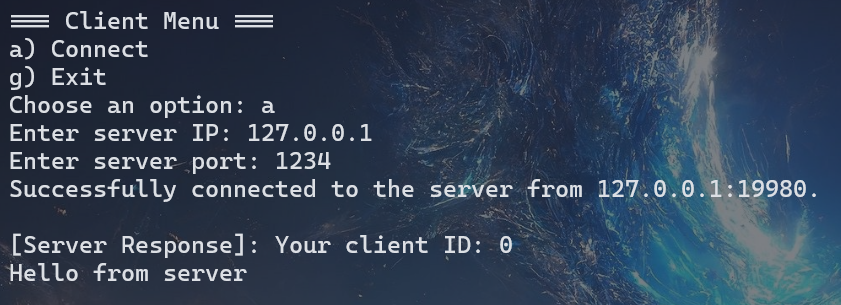 === Client Menu ===
a) Connect
g) Exit
Choose an option: a
Enter server IP: 127.0.0.1
Enter server port: 1234
Successfully connected to the server from 127.0.0.1:19980.
[Server Response]: Your client ID: 0
Hello from server